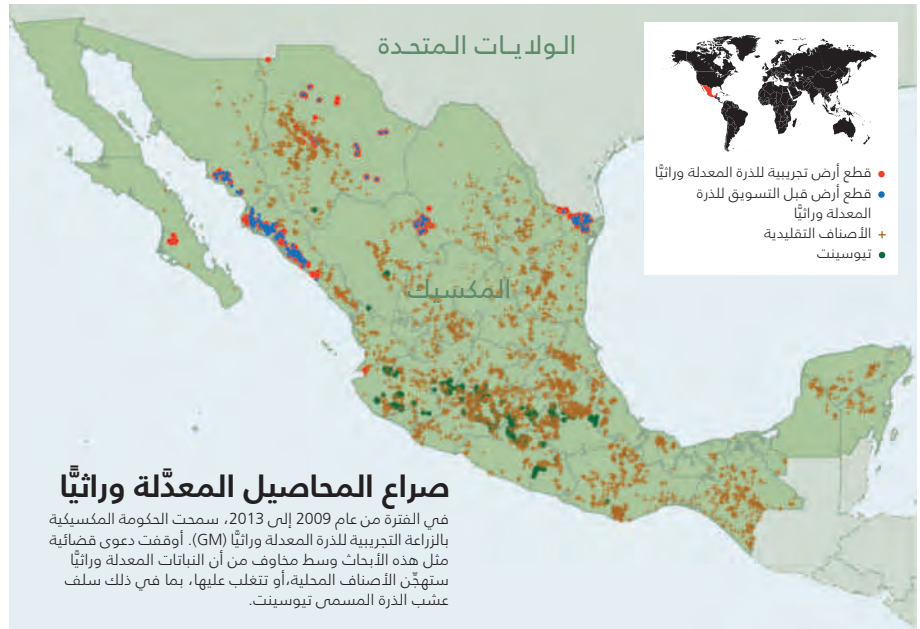 الولايات المتحدة
قطع أرض تجريبية للذرة المعدلة وراثيًّا
قطع أرض قبل التسويق للذرة
المعدلة وراثيًّا
الأصناف التقليدية
تيوسينت
المكسيك
صراع المحاصيل المعدَّلة وراثيًّا
في الفترة من عام 2009 إلى 2013، سمحت الحكومة المكسيكية
بالزراعة التجريبية للذرة المعدلة وراثيًّا (GM). أوقفت دعوى قضائية
مثل هذه الأبحاث وسط مخاوف من أن النباتات المعدلة وراثيًّا
ستهجِّن الأصناف المحلية،أو تتغلب عليها، بما في ذلك سلف
عشب الذرة المسمى تيوسينت.